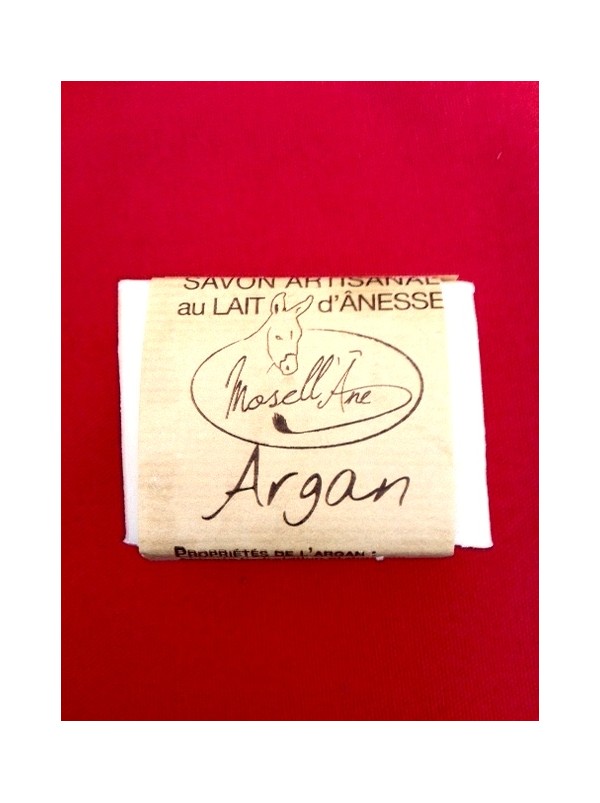 SAVON ARTISANAL
au LAIT d'ÂNESSE
Mosell'Âne
Argan
PROPRIÉTÉS DE L'ARGAN :